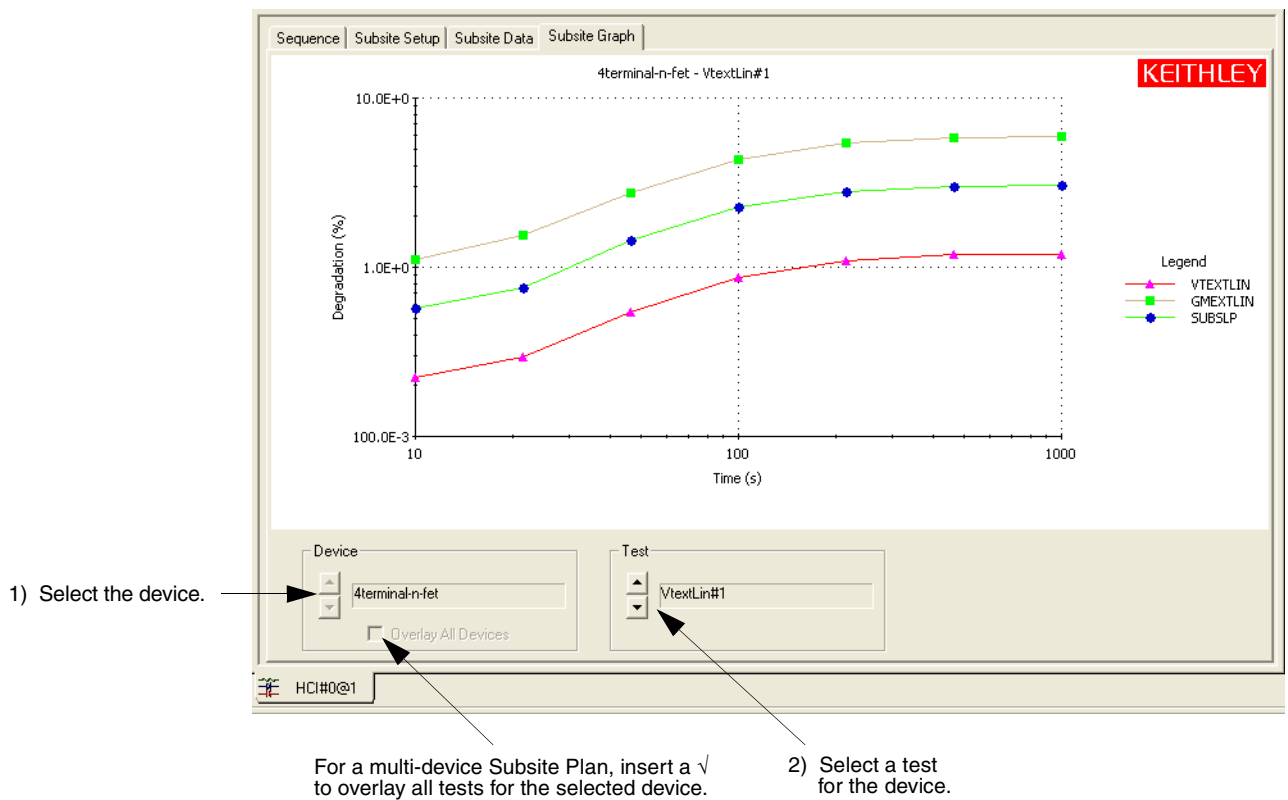 Sequence
Subsite Setup
Subsite Data
Subsite Graph
4terminal-n-fet - VtextLin#1
KEITHLEY
10.0E+0
1.0E+0
100.0E-3
Degradation (%)
10
100
1000
Time (s)
Legend
VTEXTLIN
GMEXTLIN
SUBSLP
Device
4terminal-n-fet
Overlay All Devices
Test
VtextLin#1
1) Select the device.
HCI#0@1
For a multi-device Subsite Plan, insert a √
to overlay all tests for the selected device.
2) Select a test
for the device.